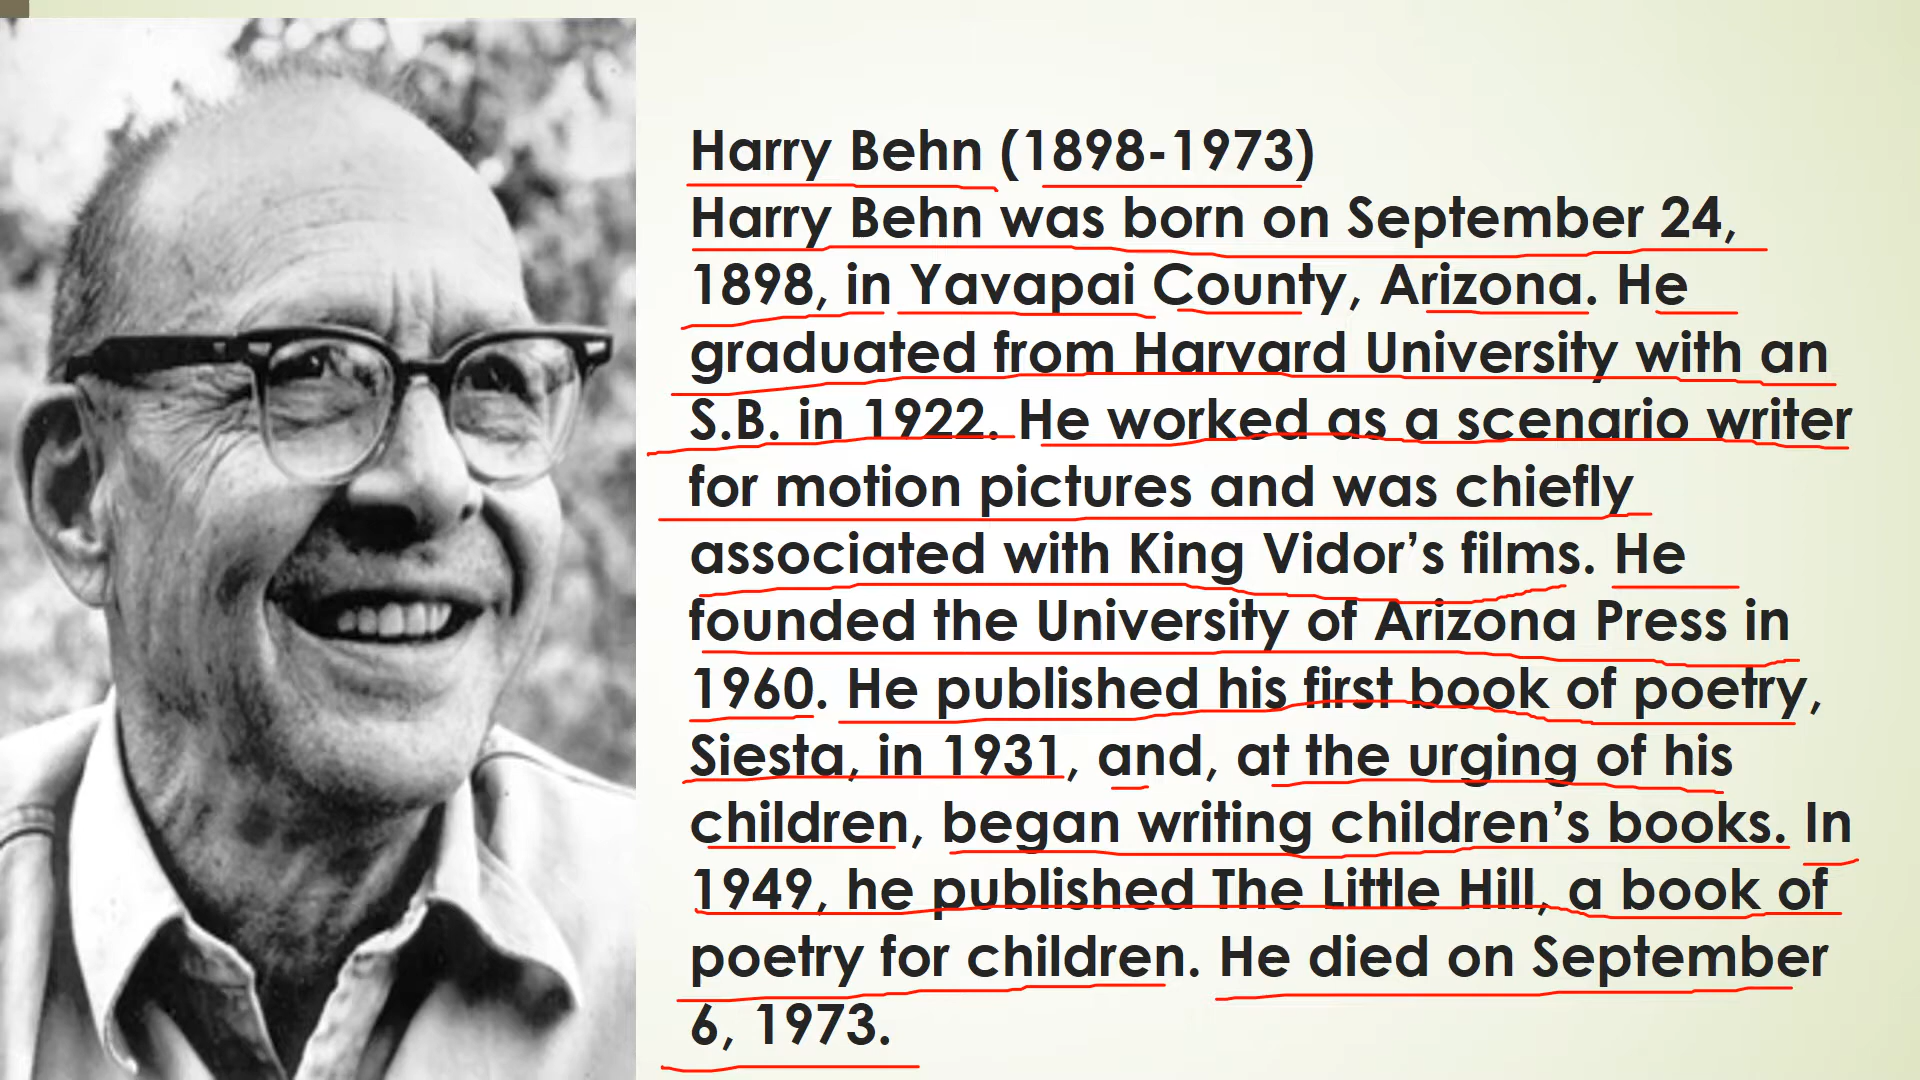 Harry Behn (1898-1973)
Harry Behn was born on September 24,
1898, in Yavapai County, Arizona. He
graduated from Harvard University with an
S.B. in 1922. He worked as a scenario writer
for motion pictures and was chiefly
associated with King Vidor’s films. He
founded the University of Arizona Press in
1960. He published his first book of poetry,
Siesta, in 1931, and, at the urging of his
children, began writing children’s books. In
1949, he published The Little Hill, a book of
poetry for children. He died on September
6, 1973.